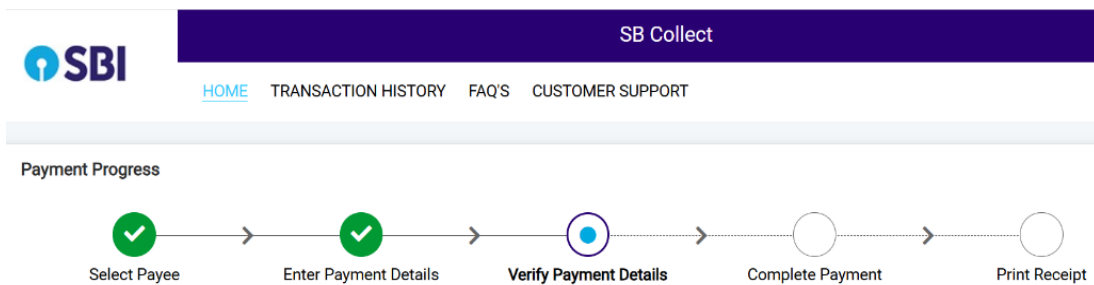 SB Collect
SBI
HOME TRANSACTION HISTORY FAQ'S CUSTOMER SUPPORT
Payment Progress
Select Payee Enter Payment Details Verify Payment Details Complete Payment Print Receipt